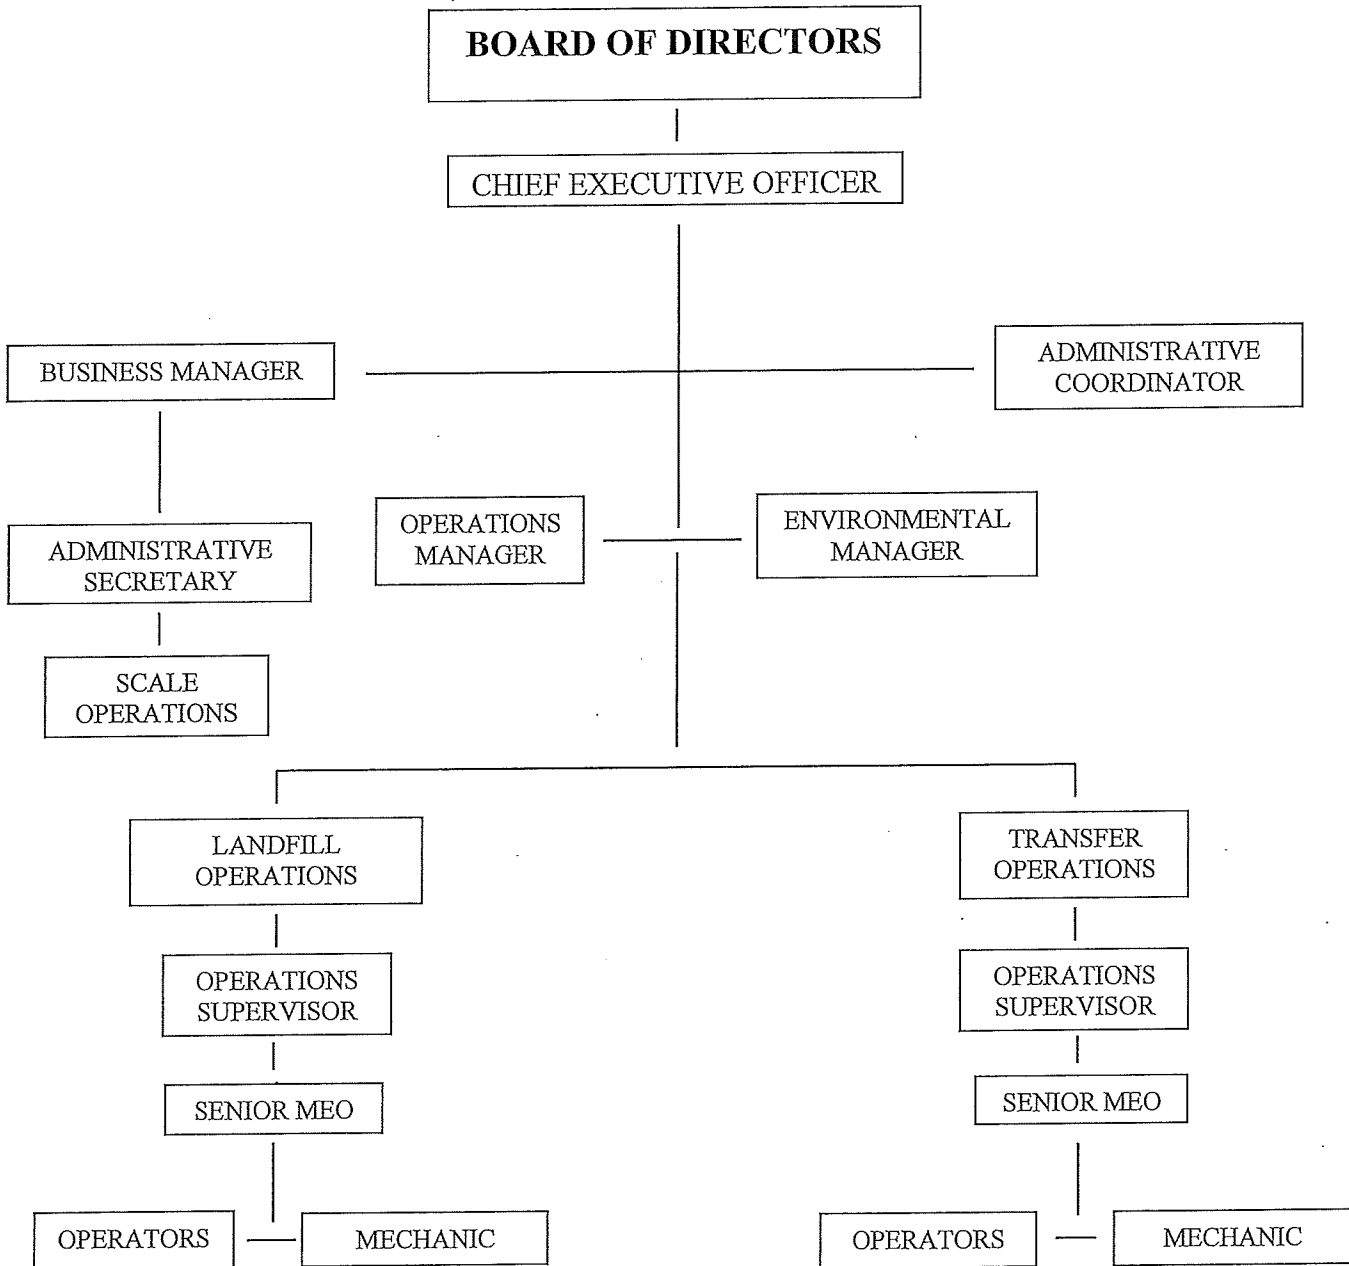 BOARD OF DIRECTORS
CHIEF EXECUTIVE OFFICER
BUSINESS MANAGER
ADMINISTRATIVE
COORDINATOR
OPERATIONS
MANAGER
ENVIRONMENTAL
MANAGER
ADMINISTRATIVE
SECRETARY
SCALE
OPERATIONS
LANDFILL
OPERATIONS
TRANSFER
OPERATIONS
OPERATIONS
SUPERVISOR
OPERATIONS
SUPERVISOR
SENIOR MEO
SENIOR MEO
OPERATORS
MECHANIC
OPERATORS
MECHANIC